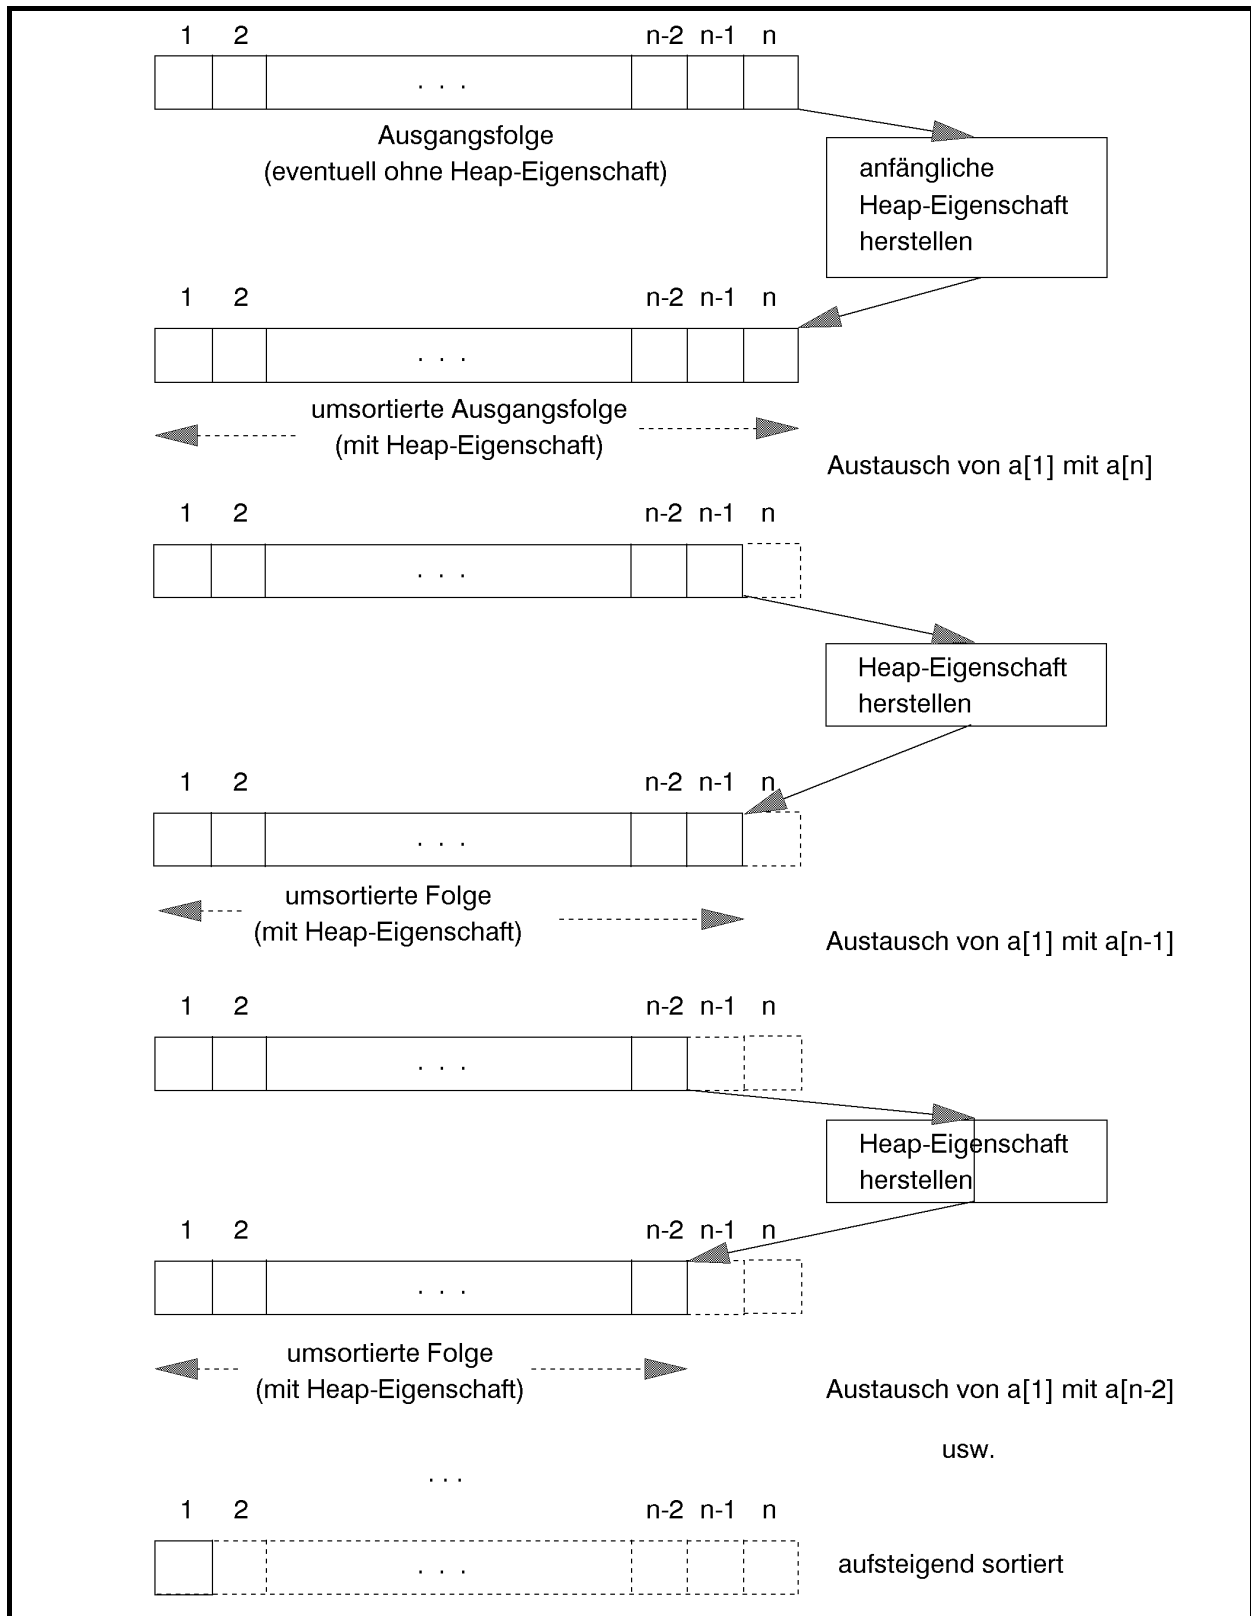 1 2 n-2 n-1 n
. . .
Ausgangsfolge
(eventuell ohne Heap-Eigenschaft)
anfängliche
Heap-Eigenschaft
herstellen
1 2 n-2 n-1 n
. . .
umsortierte Ausgangsfolge
(mit Heap-Eigenschaft)
Austausch von a[1] mit a[n]
1 2 n-2 n-1 n
. . .
Heap-Eigenschaft
herstellen
1 2 n-2 n-1 n
. . .
umsortierte Folge
(mit Heap-Eigenschaft)
Austausch von a[1] mit a[n-1]
1 2 n-2 n-1 n
. . .
Heap-Eigenschaft
herstellen
1 2 n-2 n-1 n
. . .
umsortierte Folge
(mit Heap-Eigenschaft)
Austausch von a[1] mit a[n-2]
usw.
. . .
1 2 n-2 n-1 n
. . .
aufsteigend sortiert